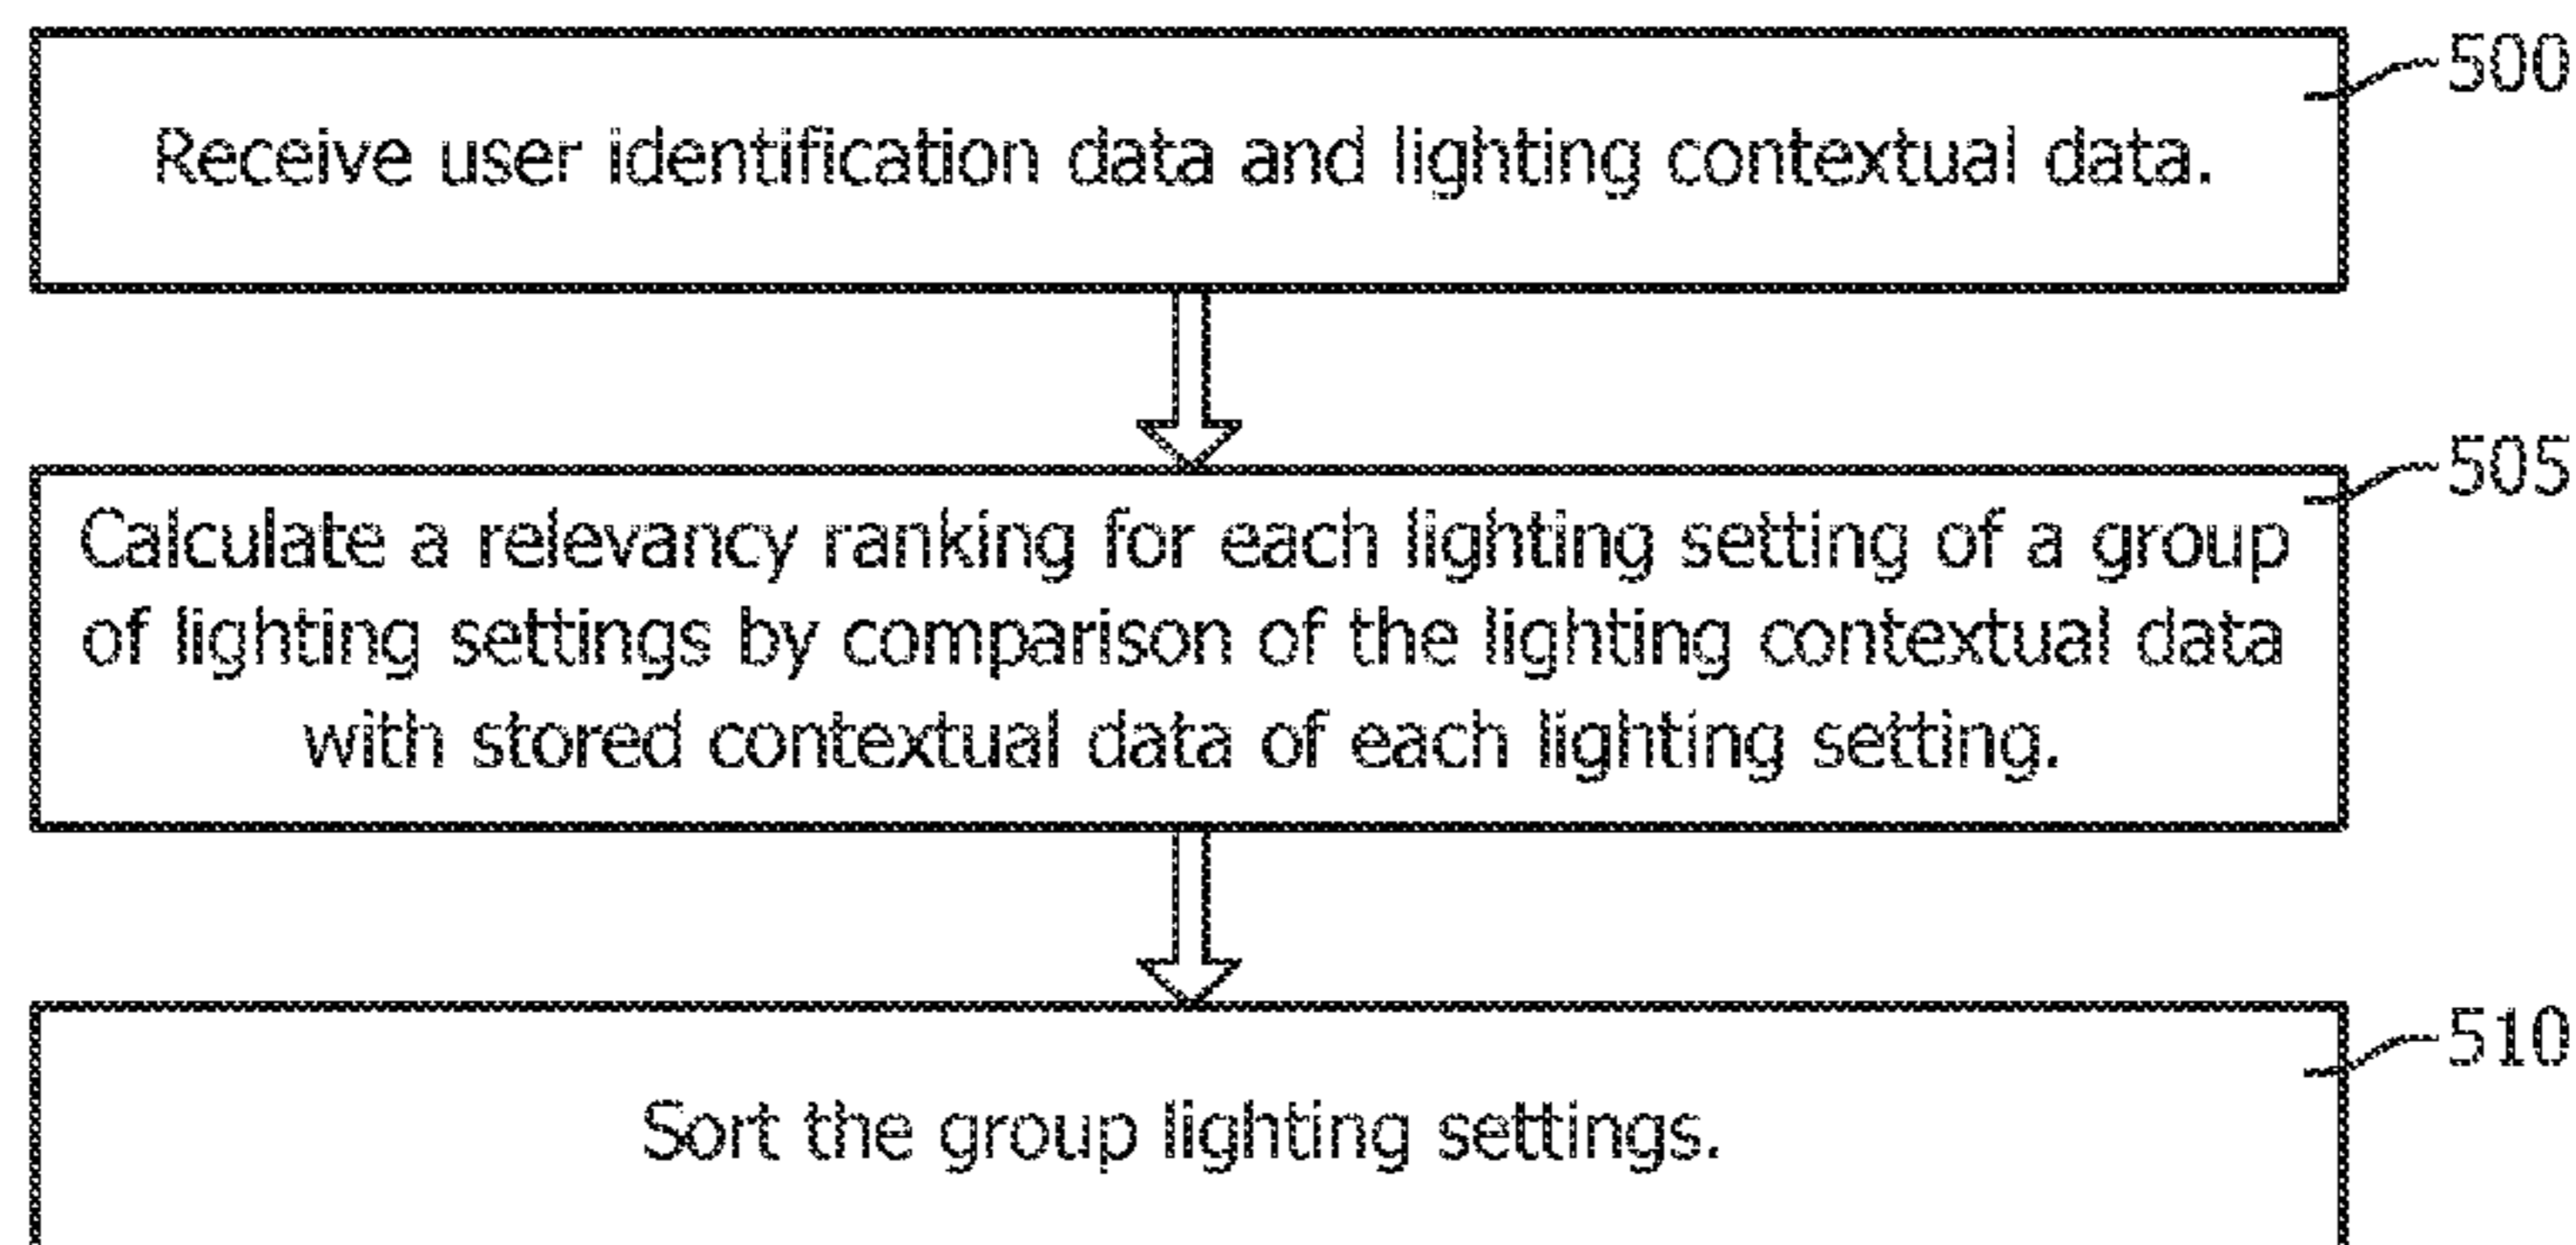 500
Receive user identification data and lighting contextual data.
505
Calculate a relevancy ranking for each lighting setting of a group
of lighting settings by comparison of the lighting contextual data
with stored contextual data of each lighting setting.
510
Sort the group lighting settings.